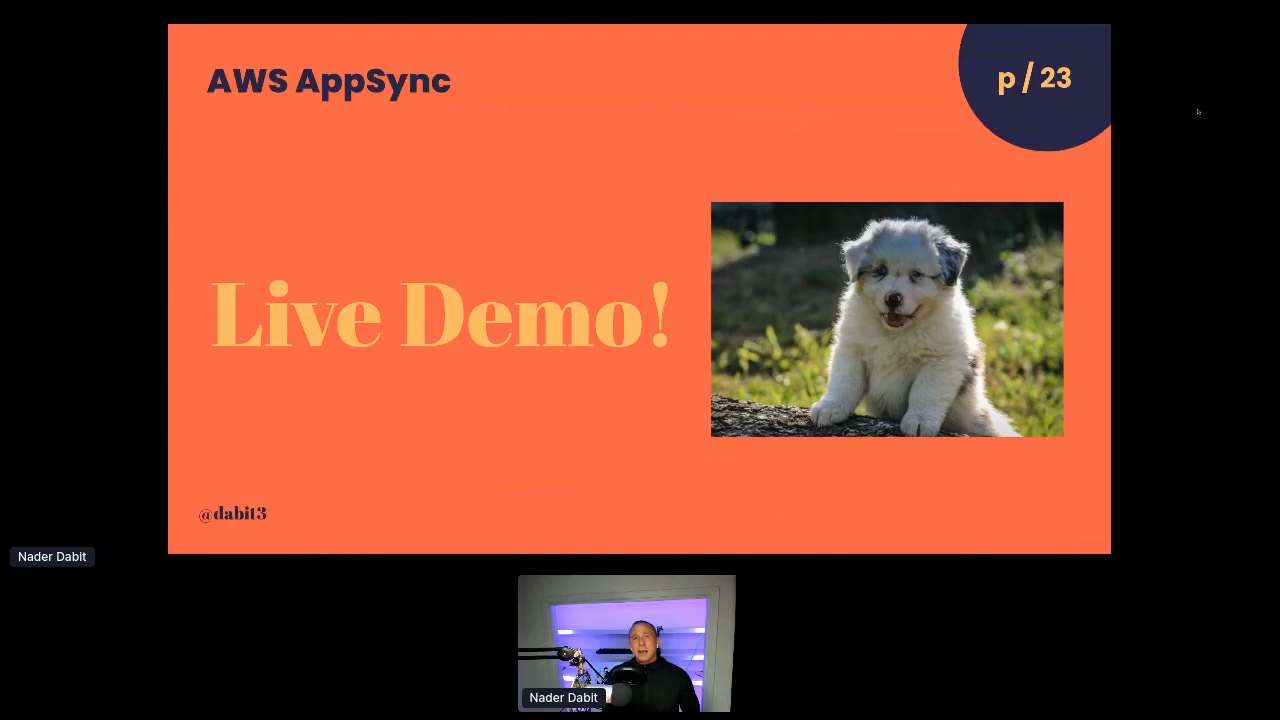 AWS AppSync
p / 23
Live Demo!
@dabit3
Nader Dabit
Nader Dabit